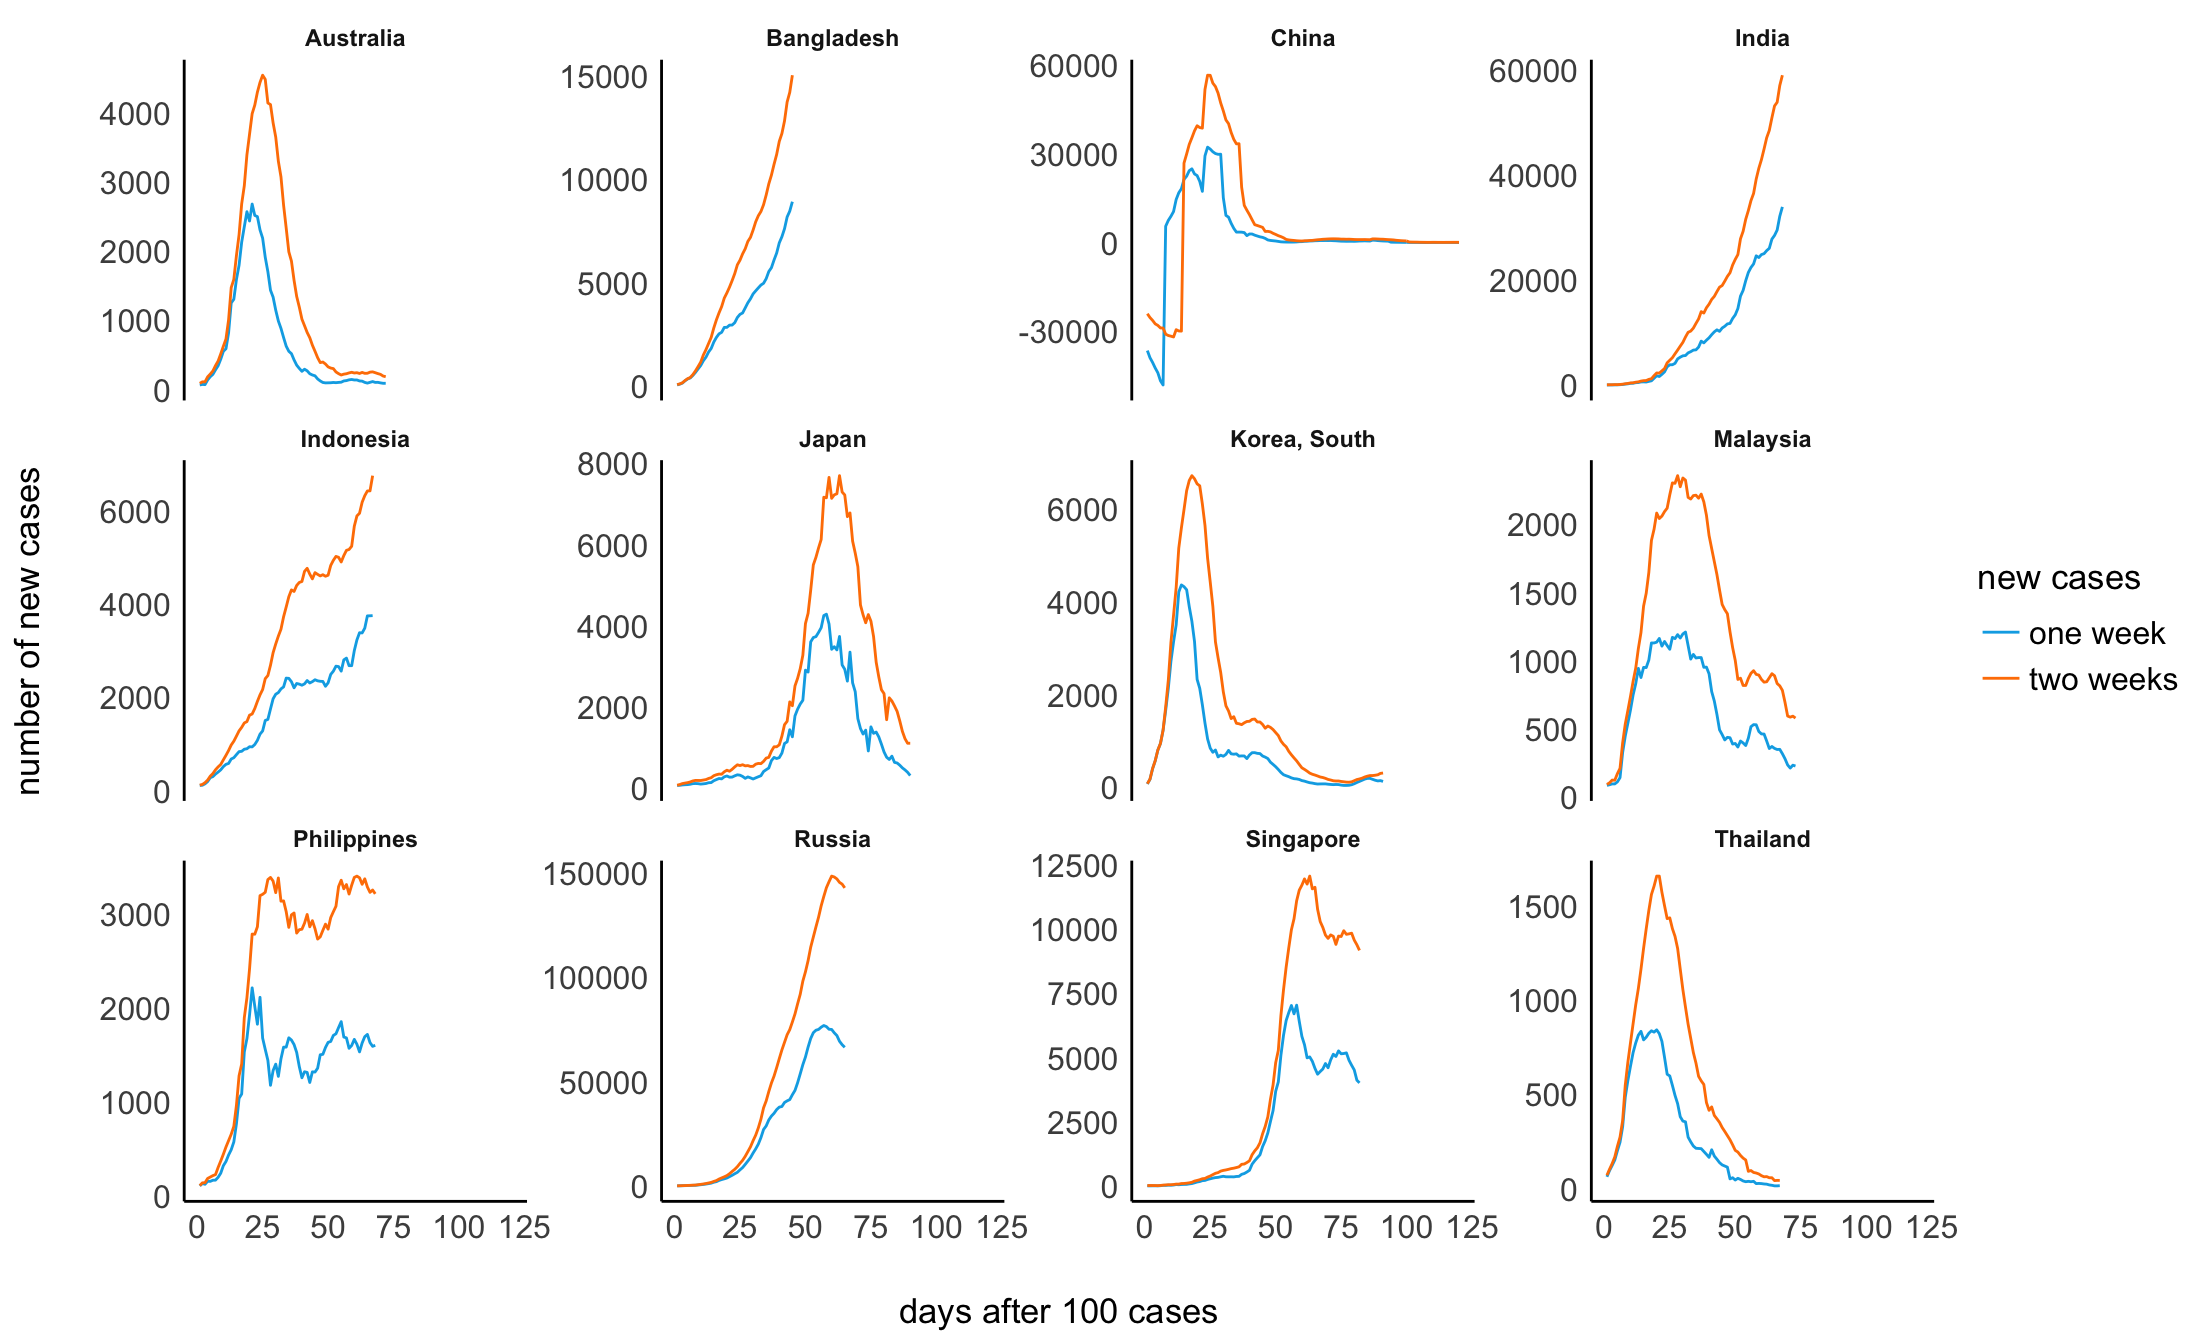 Australia
Bangladesh
China
India
4000
3000
2000
1000
0
15000
10000
5000
0
60000
30000
0
-30000
60000
40000
20000
0
Indonesia
Japan
Korea, South
Malaysia
6000
4000
2000
0
8000
6000
4000
2000
0
6000
4000
2000
0
2000
1500
1000
500
0
Philippines
Russia
Singapore
Thailand
3000
2000
1000
0
150000
100000
50000
0
12500
10000
7500
5000
2500
0
1500
1000
500
0
0 25 50 75 100 125
0 25 50 75 100 125
0 25 50 75 100 125
0 25 50 75 100 125
days after 100 cases
number of new cases
new cases
one week
two weeks